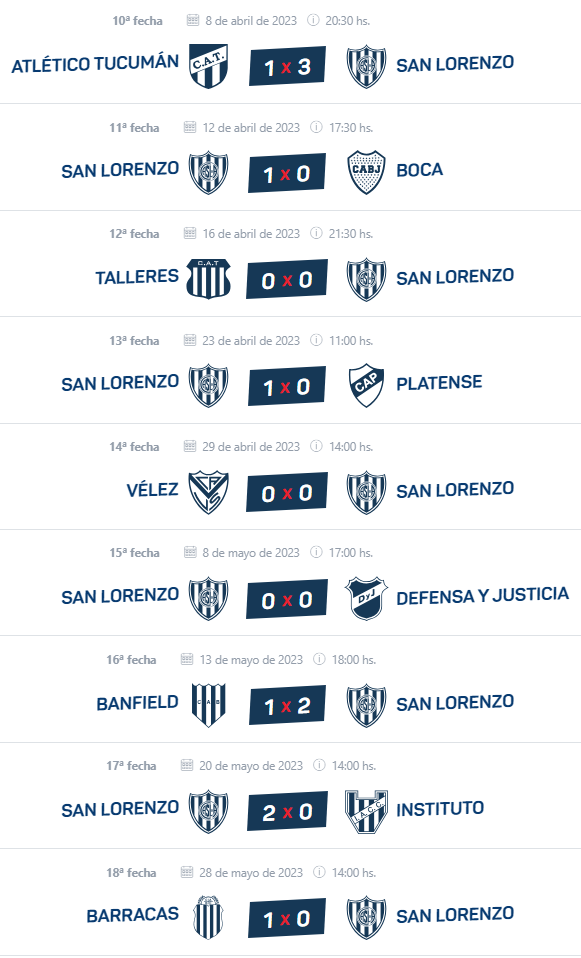 10ª fecha 8 de abril de 2023 20:30 hs.
ATLÉTICO TUCUMÁN C.A.T. 1 x 3 SAN LORENZO
11ª fecha 12 de abril de 2023 17:30 hs.
SAN LORENZO 1 x 0 CABJ BOCA
12ª fecha 16 de abril de 2023 21:30 hs.
TALLERES C.A.T 0 x 0 SAN LORENZO
13ª fecha 23 de abril de 2023 11:00 hs.
SAN LORENZO 1 x 0 CAP PLATENSE
14ª fecha 29 de abril de 2023 14:00 hs.
VÉLEZ 0 x 0 SAN LORENZO
15ª fecha 8 de mayo de 2023 17:00 hs.
SAN LORENZO 0 x 0 DyJ DEFENSA Y JUSTICIA
16ª fecha 13 de mayo de 2023 18:00 hs.
BANFIELD CAB 1 x 2 SAN LORENZO
17ª fecha 20 de mayo de 2023 14:00 hs.
SAN LORENZO 2 x 0 I.A.C.C. INSTITUTO
18ª fecha 28 de mayo de 2023 14:00 hs.
BARRACAS 1 x 0 SAN LORENZO